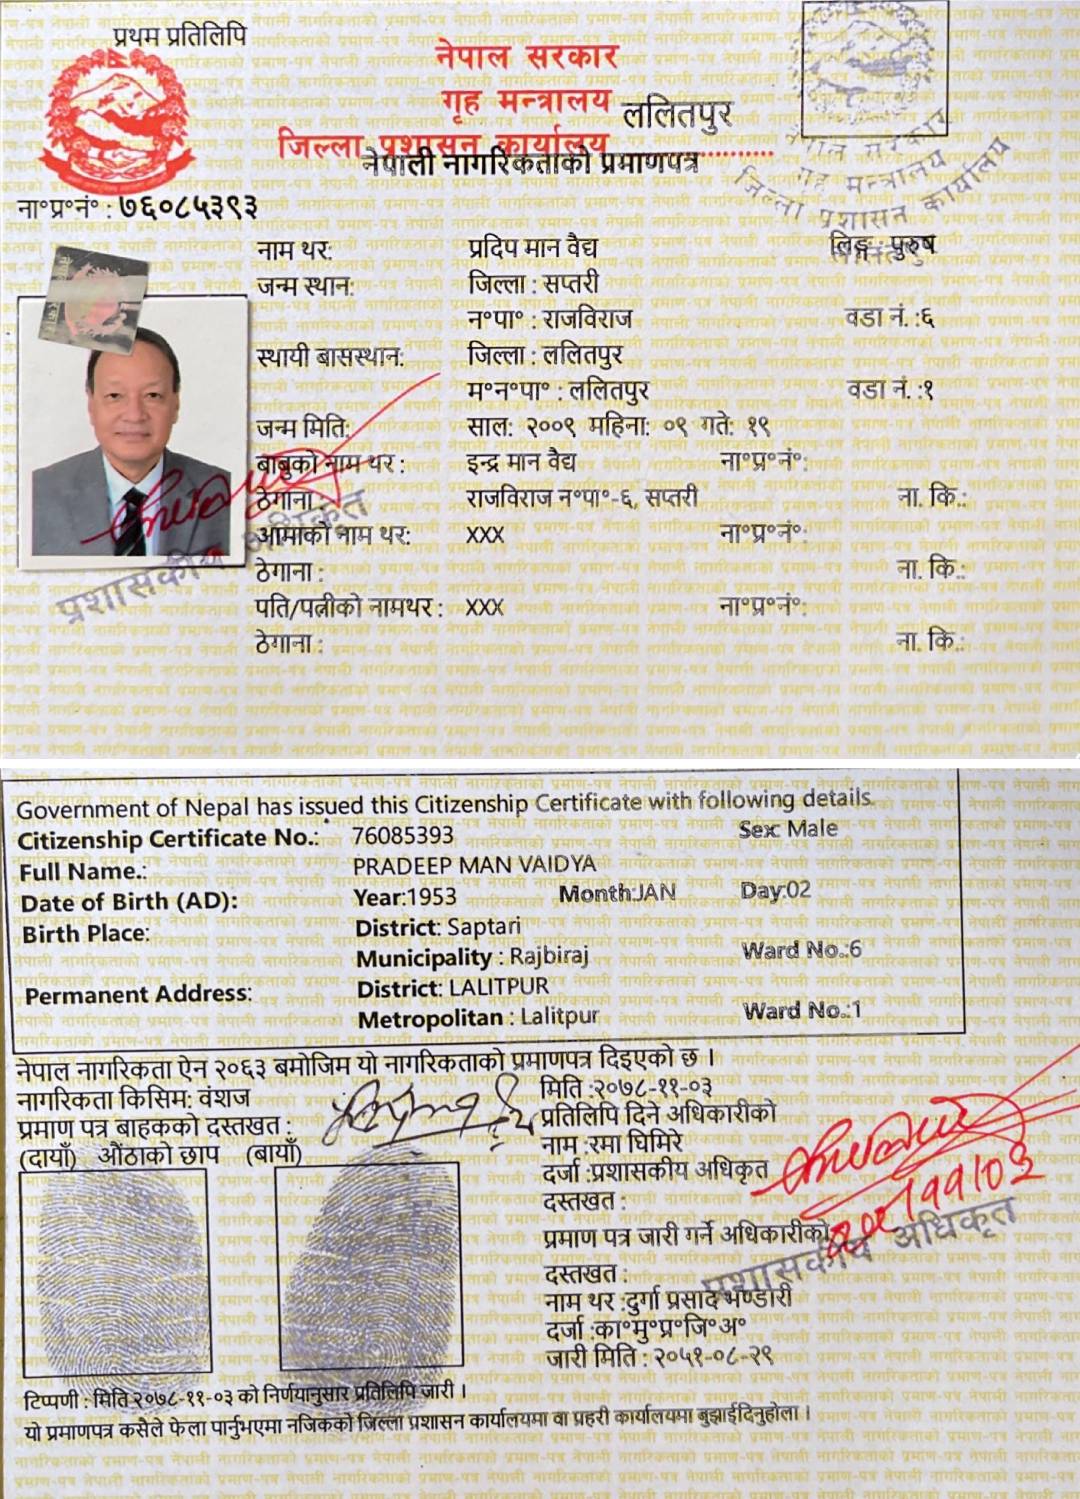 प्रथम प्रतिलिपि
नेपाल सरकार
गृह मन्त्रालय
जिल्ला प्रशासन कार्यालय ललितपुर
नेपाली नागरिकताको प्रमाणपत्र
नेपाल सरकार
गृह मन्त्रालय
जिल्ला प्रशासन कार्यालय
ना॰प्र॰नं॰ : ७६०८५३९३
नाम थर: प्रदिप मान वैद्य लिङ्ग : पुरुष
जन्म स्थान: जिल्ला : सप्तरी
न॰पा॰ : राजविराज वडा नं. :६
स्थायी बासस्थान: जिल्ला : ललितपुर
म॰न॰पा॰ : ललितपुर वडा नं. :१
जन्म मिति: साल: २००९ महिना: ०९ गते: १९
बाबुको नाम थर : इन्द्र मान वैद्य ना॰प्र॰नं॰:
ठेगाना : राजविराज न॰पा॰-६, सप्तरी ना. कि.:
आमाको नाम थर: XXX ना॰प्र॰नं॰:
ठेगाना : ना. कि.:
पति/पत्नीको नामथर : XXX ना॰प्र॰नं॰:
ठेगाना : ना. कि.:
प्रशासकीय अधिकृत
Government of Nepal has issued this Citizenship Certificate with following details.
Citizenship Certificate No.: 76085393 Sex: Male
Full Name.: PRADEEP MAN VAIDYA
Date of Birth (AD): Year:1953 Month:JAN Day:02
Birth Place: District: Saptari
Municipality : Rajbiraj Ward No.:6
Permanent Address: District: LALITPUR
Metropolitan : Lalitpur Ward No.:1
नेपाल नागरिकता ऐन २०६३ बमोजिम यो नागरिकताको प्रमाणपत्र दिइएको छ ।
नागरिकता किसिम: वंशज
प्रमाण पत्र बाहकको दस्तखत :
(दायाँ) औंठाको छाप (बायाँ)
मिति :२०७८-११-०३
प्रतिलिपि दिने अधिकारीको
नाम :रमा घिमिरे
दर्जा :प्रशासकीय अधिकृत
दस्तखत :
प्रमाण पत्र जारी गर्ने अधिकारीको
प्रशासकीय अधिकृत
दस्तखत :
नाम थर :दुर्गा प्रसाद भण्डारी
दर्जा :का॰मु॰प्र॰जि॰अ॰
जारी मिति : २०५१-०८-२९
टिप्पणी : मिति २०७८-११-०३ को निर्णयानुसार प्रतिलिपि जारी ।
यो प्रमाणपत्र कसैले फेला पार्नुभएमा नजिकको जिल्ला प्रशासन कार्यालयमा वा प्रहरी कार्यालयमा बुझाईदिनुहोला ।